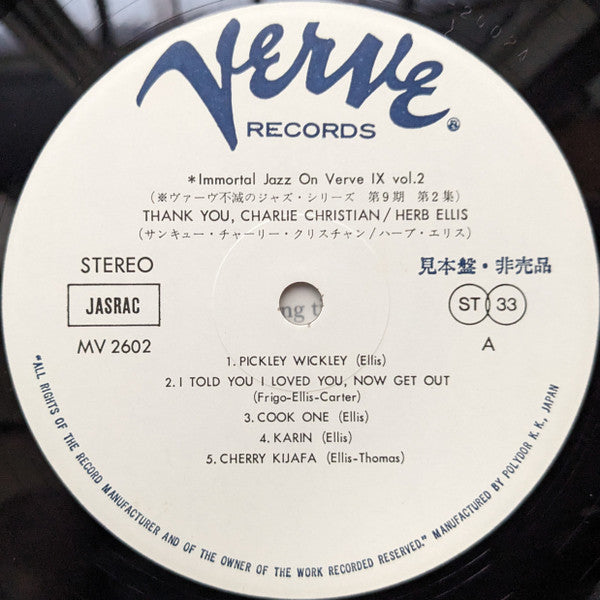 VERVE
RECORDS ®
*Immortal Jazz On Verve IX vol.2
(※ヴァーヴ不滅のジャズ・シリーズ 第9期 第2集)
THANK YOU, CHARLIE CHRISTIAN/HERB ELLIS
(サンキュー・チャーリー・クリスチャン/ハーブ・エリス)
STEREO
見本盤・非売品
JASRAC
ST 33
MV 2602
A
1. PICKLEY WICKLEY (Ellis)
2. I TOLD YOU I LOVED YOU, NOW GET OUT
(Frigo-Ellis-Carter)
3. COOK ONE (Ellis)
4. KARIN (Ellis)
5. CHERRY KIJAFA (Ellis-Thomas)
"ALL RIGHTS OF THE RECORD MANUFACTURER AND OF THE OWNER OF THE WORK RECORDED RESERVED." MANUFACTURED BY POLYDOR K. K., JAPAN